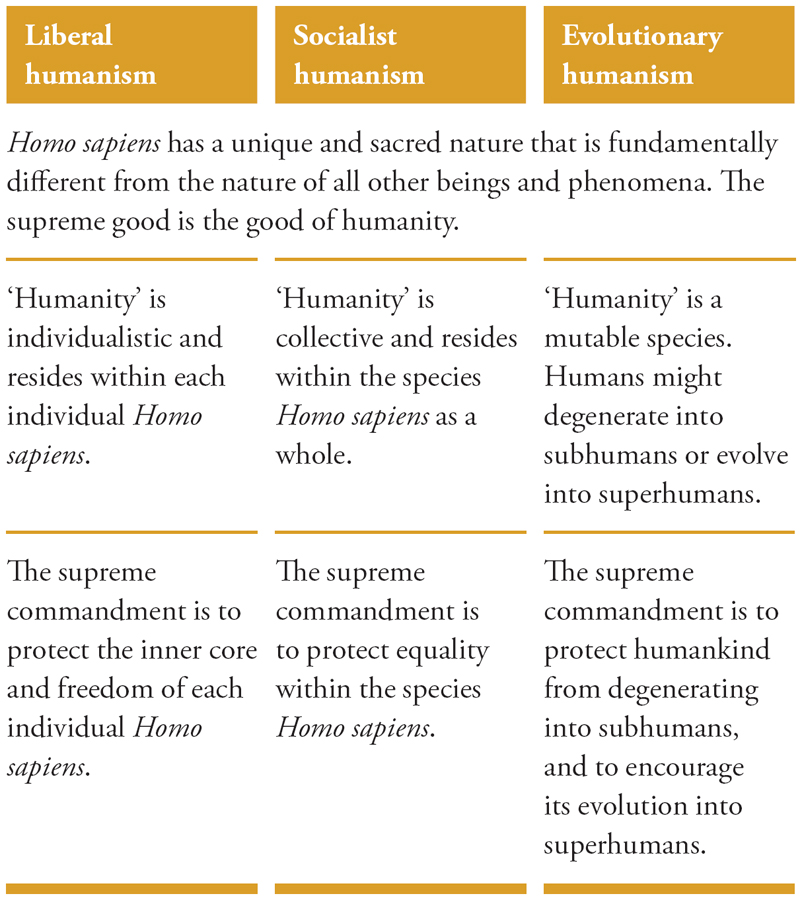 Liberal
humanism
Socialist
humanism
Evolutionary
humanism
Homo sapiens has a unique and sacred nature that is fundamentally
different from the nature of all other beings and phenomena. The
supreme good is the good of humanity.
‘Humanity’ is
individualistic and
resides within each
individual Homo
sapiens.
‘Humanity’ is
collective and resides
within the species
Homo sapiens as a
whole.
‘Humanity’ is a
mutable species.
Humans might
degenerate into
subhumans or evolve
into superhumans.
The supreme
commandment is to
protect the inner core
and freedom of each
individual Homo
sapiens.
The supreme
commandment is
to protect equality
within the species
Homo sapiens.
The supreme
commandment is to
protect humankind
from degenerating
into subhumans,
and to encourage
its evolution into
superhumans.